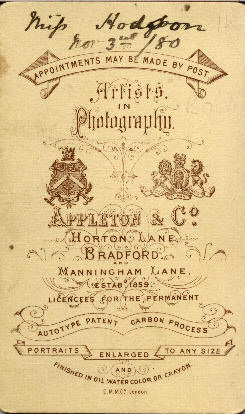 Miss Hodgson
Nov 3rd /80
APPOINTMENTS MAY BE MADE BY POST
Artists.
IN
Photography.
APPLETON & Co
HORTON LANE
BRADFORD.
AND
MANNINGHAM LANE.
ESTABd 1859.
LICENCEES FOR THE PERMANENT
AUTOTYPE PATENT CARBON PROCESS
PORTRAITS ENLARGED TO ANY SIZE
AND
FINISHED IN OIL WATER COLOR OR CRAYON.